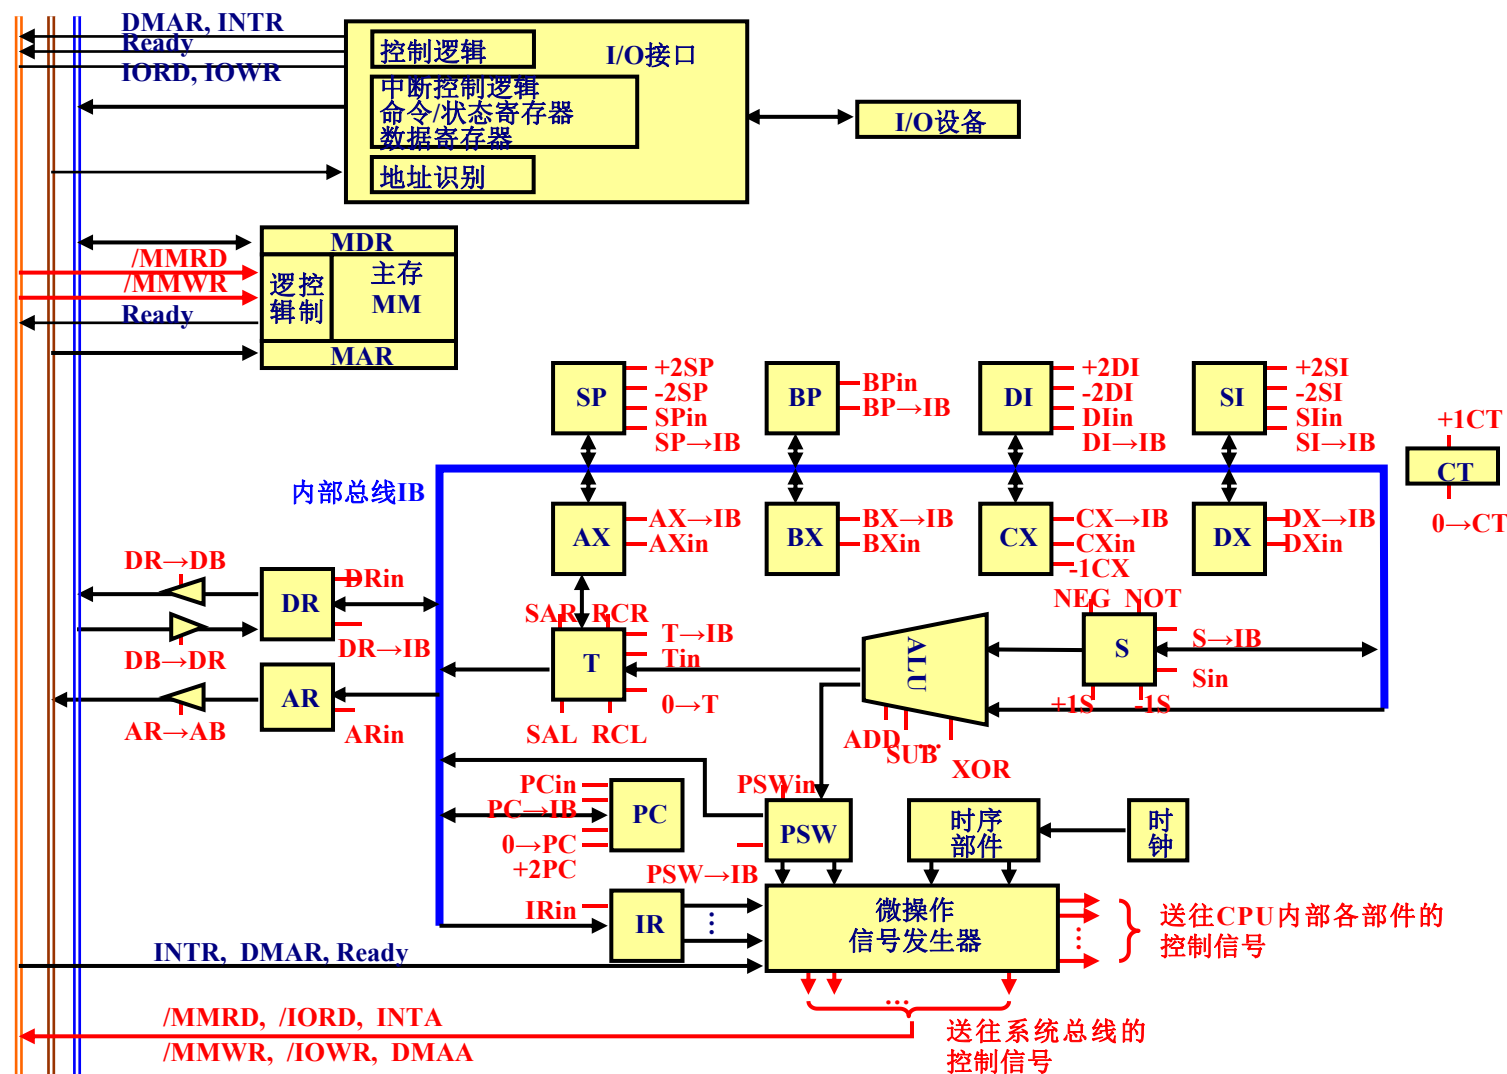 DMAR, INTR
Ready
IORD, IOWR
控制逻辑
I/O接口
中断控制逻辑
命令/状态寄存器
数据寄存器
地址识别
I/O设备
MDR
/MMRD
/MMWR
Ready
逻控
辑制
主存
MM
MAR
SP
+2SP
-2SP
SPin
SP→IB
BP
BPin
BP→IB
DI
+2DI
-2DI
DIin
DI→IB
SI
+2SI
-2SI
SIin
SI→IB
+1CT
CT
0→CT
内部总线IB
AX
AX→IB
AXin
BX
BX→IB
BXin
CX
CX→IB
CXin
-1CX
DX
DX→IB
DXin
DR→DB
DR
DRin
DR→IB
DB→DR
AR
AR→AB
ARin
SAR RCR
T
T→IB
Tin
0→T
SAL RCL
ALU
ADD
SUB
…
XOR
NEG NOT
S
S→IB
Sin
+1S -1S
PCin
PC→IB
0→PC
+2PC
PC
PSWin
PSW
PSW→IB
时序
部件
时
钟
IRin
IR
…
微操作
信号发生器
…
送往CPU内部各部件的
控制信号
INTR, DMAR, Ready
…
/MMRD, /IORD, INTA
/MMWR, /IOWR, DMAA
送往系统总线的
控制信号